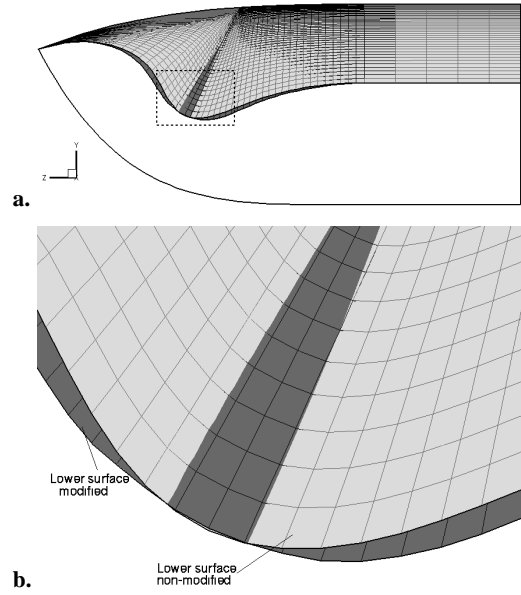 Y
Z
X
a.
Lower surface
modified
Lower surface
non-modified
b.